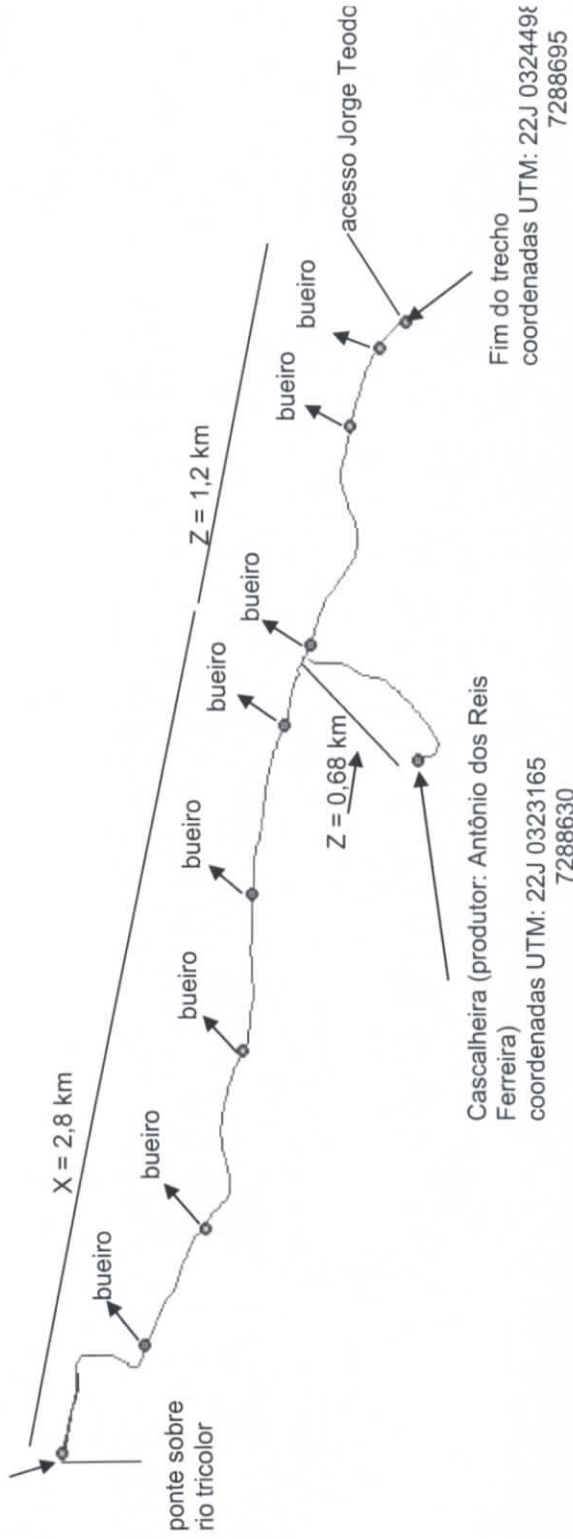 X = 2,8 km
Z = 1,2 km
ponte sobre
rio tricolor
bueiro
bueiro
bueiro
bueiro
bueiro
bueiro
bueiro
bueiro
acesso Jorge Teodo
Z = 0,68 km
Cascalheira (produtor: Antônio dos Reis
Ferreira)
coordenadas UTM: 22J 0323165
7288630
Fim do trecho
coordenadas UTM: 22J 0324498
7288695